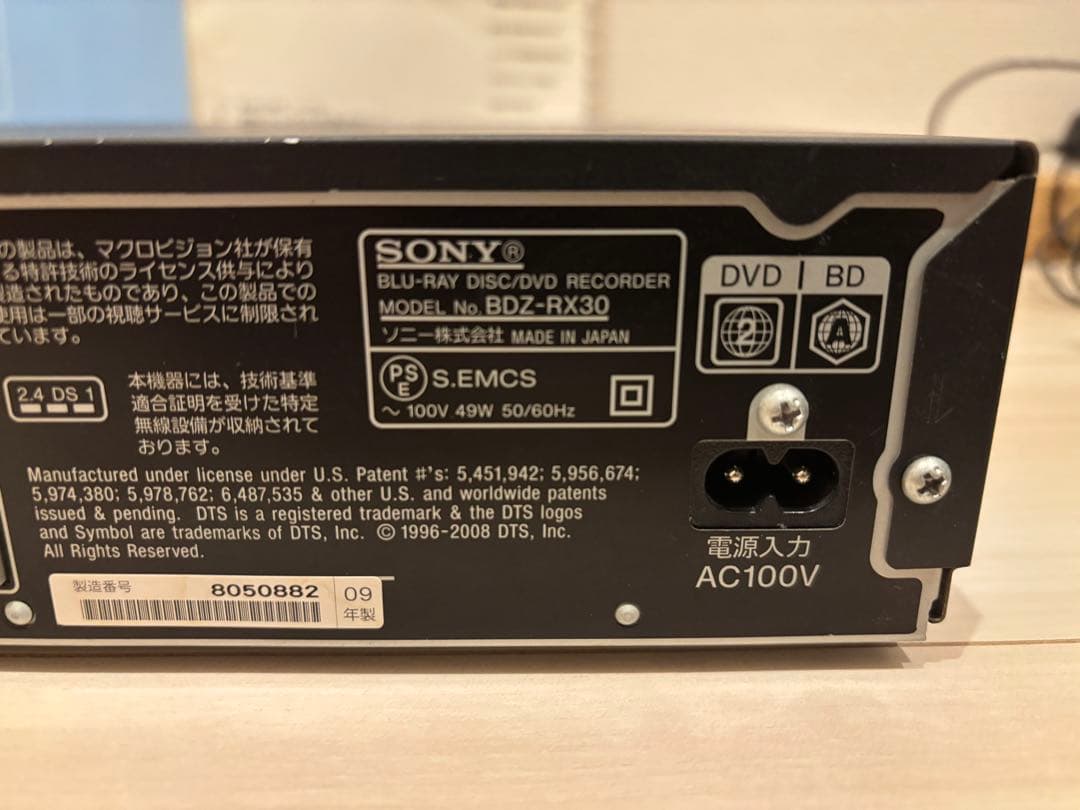 の製品は、マクロビジョン社が保有
る特許技術のライセンス供与により
製造されたものであり、この製品での
使用は一部の視聴サービスに制限され
ています。
2.4 DS 1
本機器には、技術基準
適合証明を受けた特定
無線設備が収納されて
おります。
SONY®
BLU-RAY DISC/DVD RECORDER
MODEL No. BDZ-RX30
ソニー株式会社 MADE IN JAPAN
PSE S.EMCS
～ 100V 49W 50/60Hz
DVD BD
2 A
Manufactured under license under U.S. Patent #'s: 5,451,942; 5,956,674;
5,974,380; 5,978,762; 6,487,535 & other U.S. and worldwide patents
issued & pending. DTS is a registered trademark & the DTS logos
and Symbol are trademarks of DTS, Inc. © 1996-2008 DTS, Inc.
All Rights Reserved.
電源入力
AC100V
製造番号 8050882 09
年製